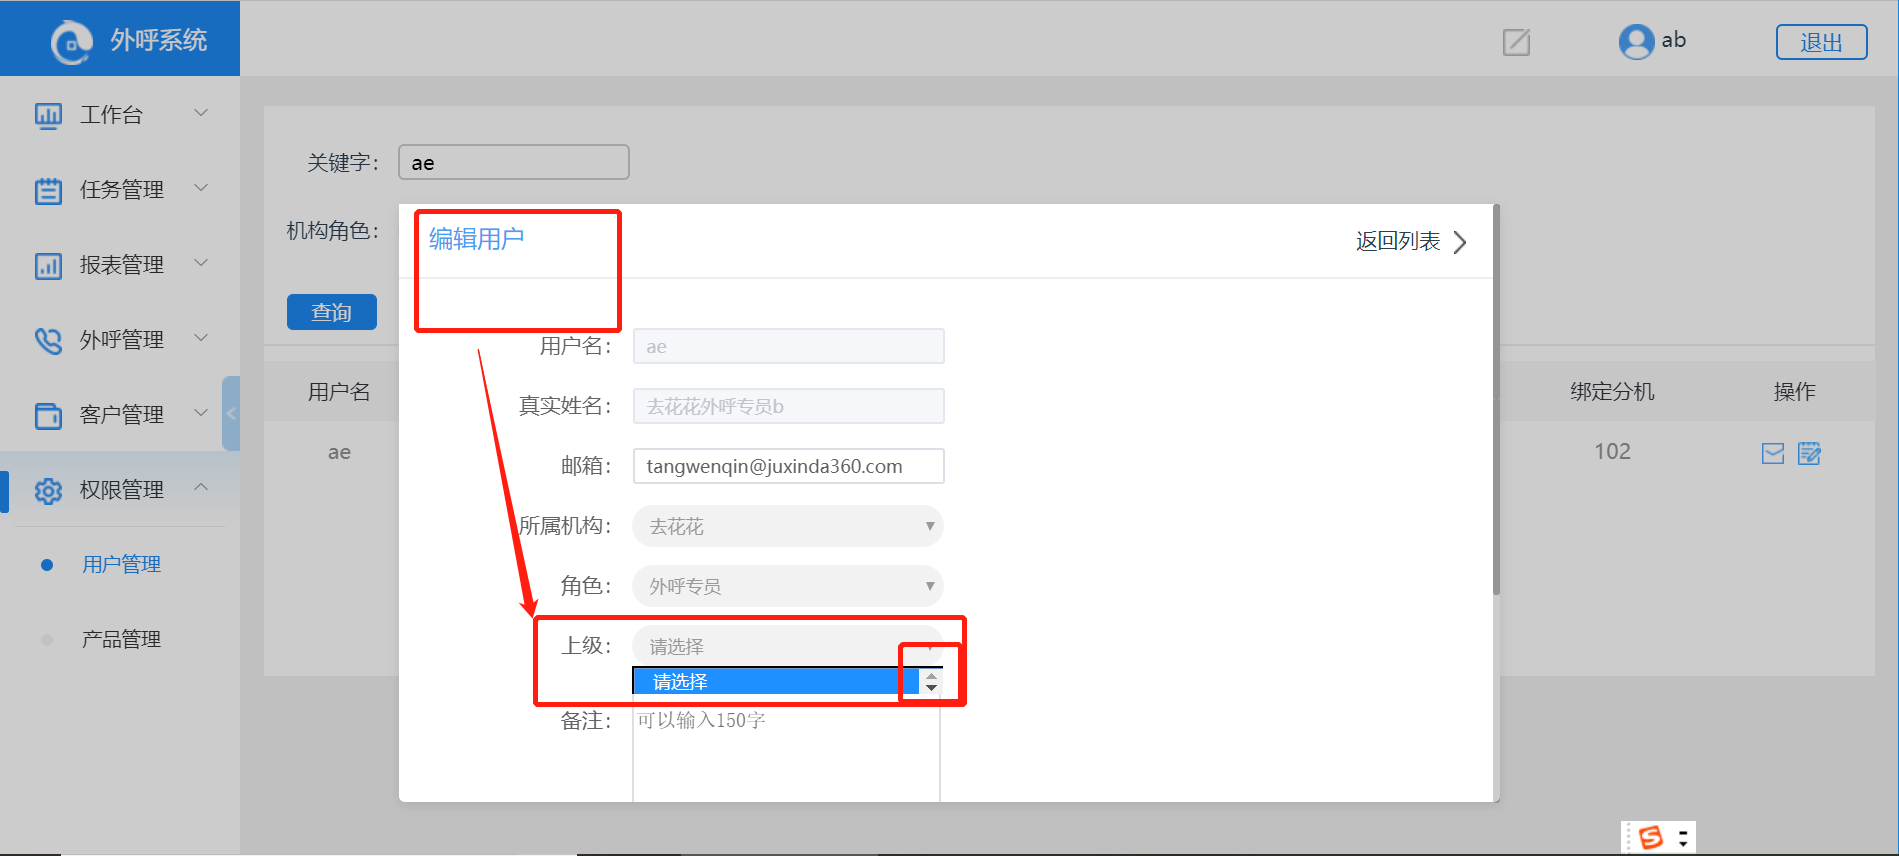 外呼系统
ab
退出
工作台
任务管理
报表管理
外呼管理
客户管理
权限管理
用户管理
产品管理
关键字:
ae
机构角色:
查询
用户名
绑定分机
操作
ae
102
编辑用户
返回列表
用户名:
ae
真实姓名:
去花花外呼专员b
邮箱:
tangwenqin@juxinda360.com
所属机构:
去花花
角色:
外呼专员
上级:
请选择
请选择
备注:
可以输入150字